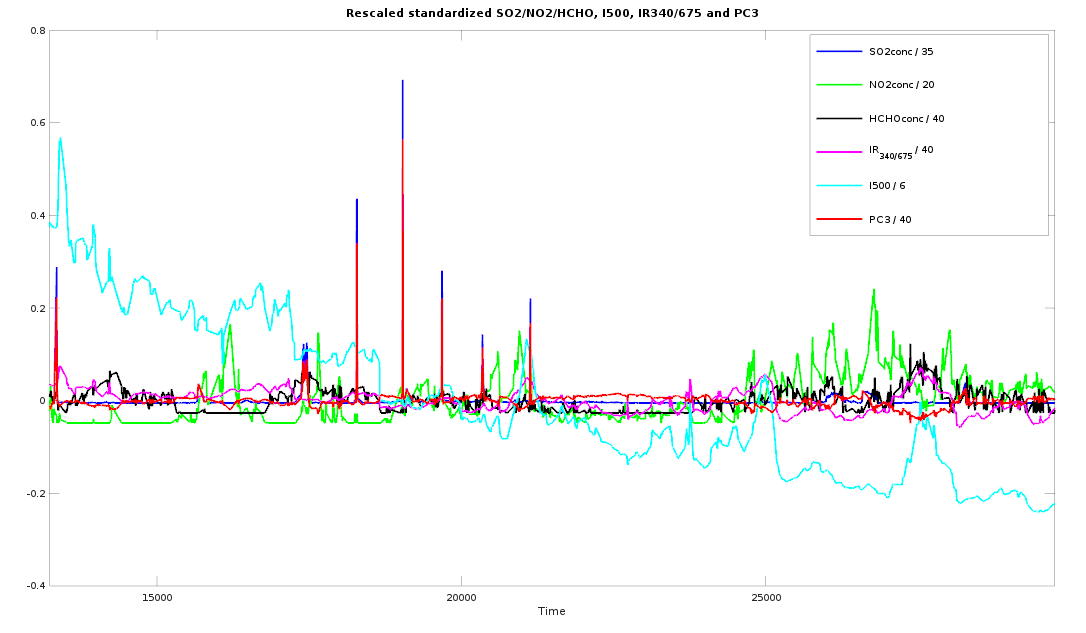 Rescaled standardized SO2/NO2/HCHO, I500, IR340/675 and PC3
0.8
0.6
0.4
0.2
0
-0.2
-0.4
15000
20000
25000
Time
SO2conc / 35
NO2conc / 20
HCHOconc / 40
IR340/675 / 40
I500 / 6
PC3 / 40